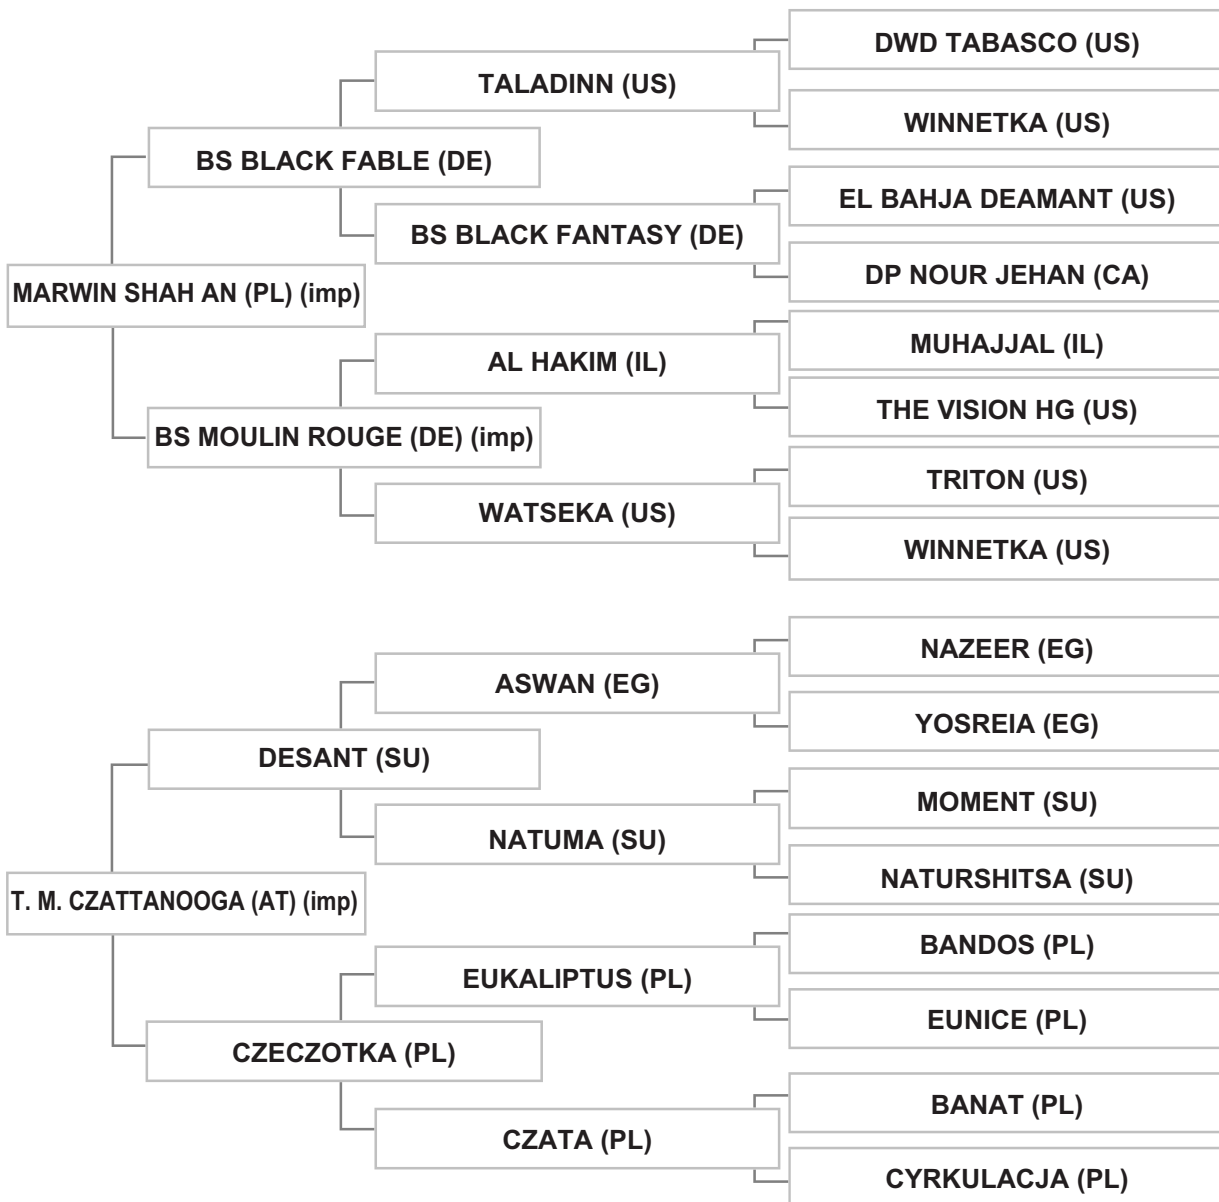 DWD TABASCO (US)
TALADINN (US)
WINNETKA (US)
BS BLACK FABLE (DE)
EL BAHJA DEAMANT (US)
BS BLACK FANTASY (DE)
DP NOUR JEHAN (CA)
MARWIN SHAH AN (PL) (imp)
MUHAJJAL (IL)
AL HAKIM (IL)
THE VISION HG (US)
BS MOULIN ROUGE (DE) (imp)
TRITON (US)
WATSEKA (US)
WINNETKA (US)
NAZEER (EG)
ASWAN (EG)
YOSREIA (EG)
DESANT (SU)
MOMENT (SU)
NATUMA (SU)
NATURSHITSA (SU)
T. M. CZATTANOOGA (AT) (imp)
BANDOS (PL)
EUKALIPTUS (PL)
EUNICE (PL)
CZECZOTKA (PL)
BANAT (PL)
CZATA (PL)
CYRKULACJA (PL)